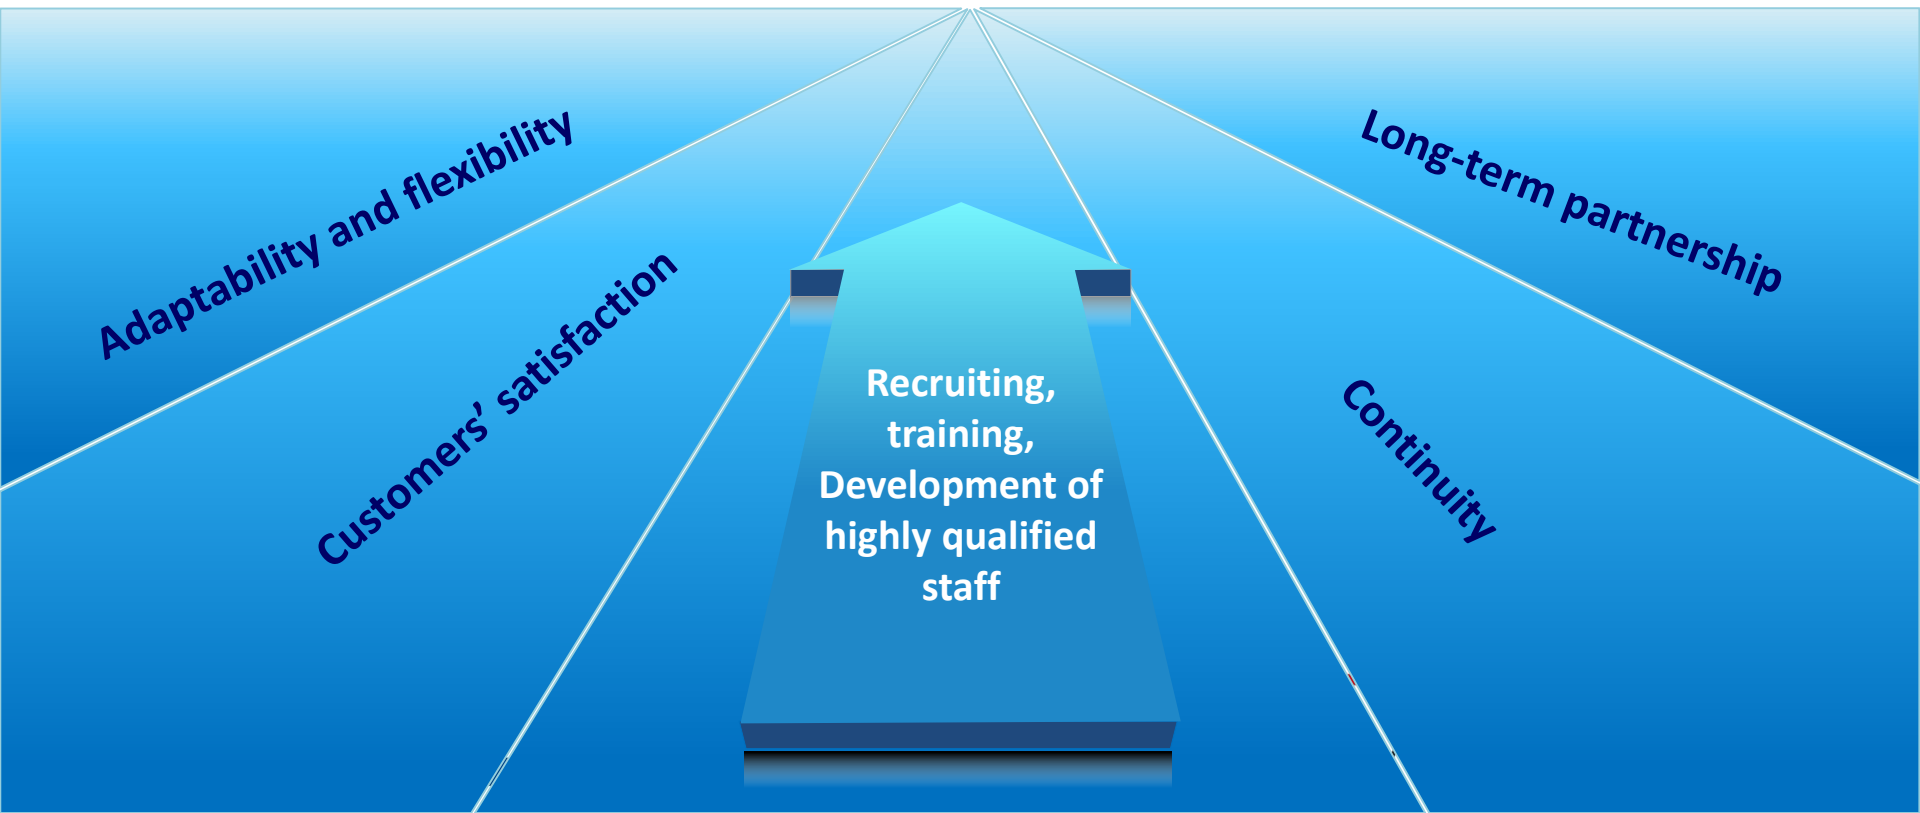 Adaptability and flexibility
Customers’ satisfaction
Recruiting,
training,
Development of
highly qualified
staff
Long-term partnership
Continuity